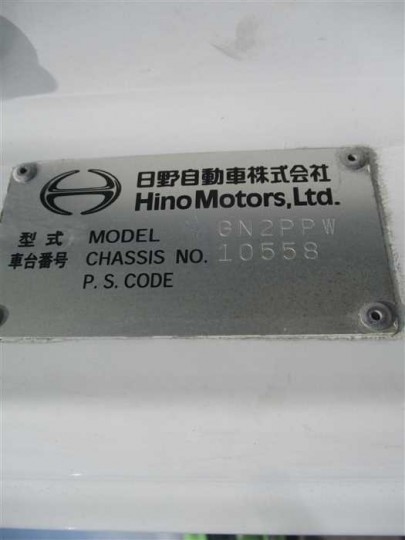 日野自動車株式会社
Hino Motors, Ltd.
型式 MODEL GN2PPW
車台番号 CHASSIS NO. 10558
P. S. CODE